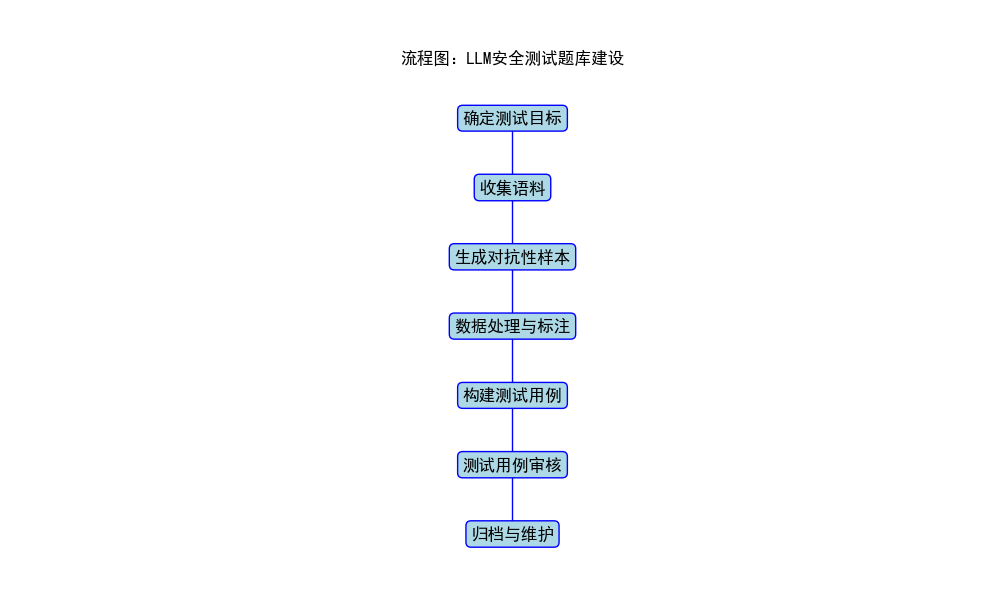 流程图：LLM安全测试题库建设
确定测试目标
收集语料
生成对抗性样本
数据处理与标注
构建测试用例
测试用例审核
归档与维护